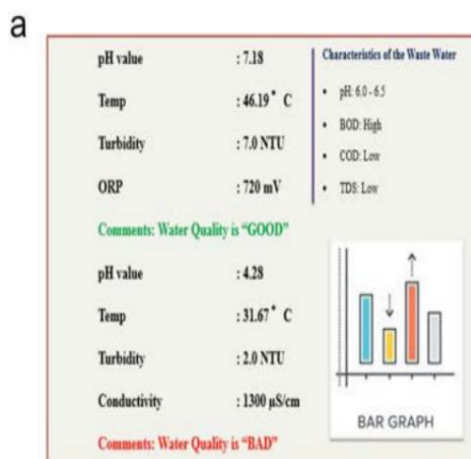 a
pH value : 7.18
Temp : 46.19° C
Turbidity : 7.0 NTU
ORP : 720 mV
Comments: Water Quality is “GOOD”
pH value : 4.28
Temp : 31.67° C
Turbidity : 2.0 NTU
Conductivity : 1300 µS/cm
Comments: Water Quality is “BAD”
Characteristics of the Waste Water
• pH: 6.0 - 6.5
• BOD: High
• COD: Low
• TDS: Low
BAR GRAPH